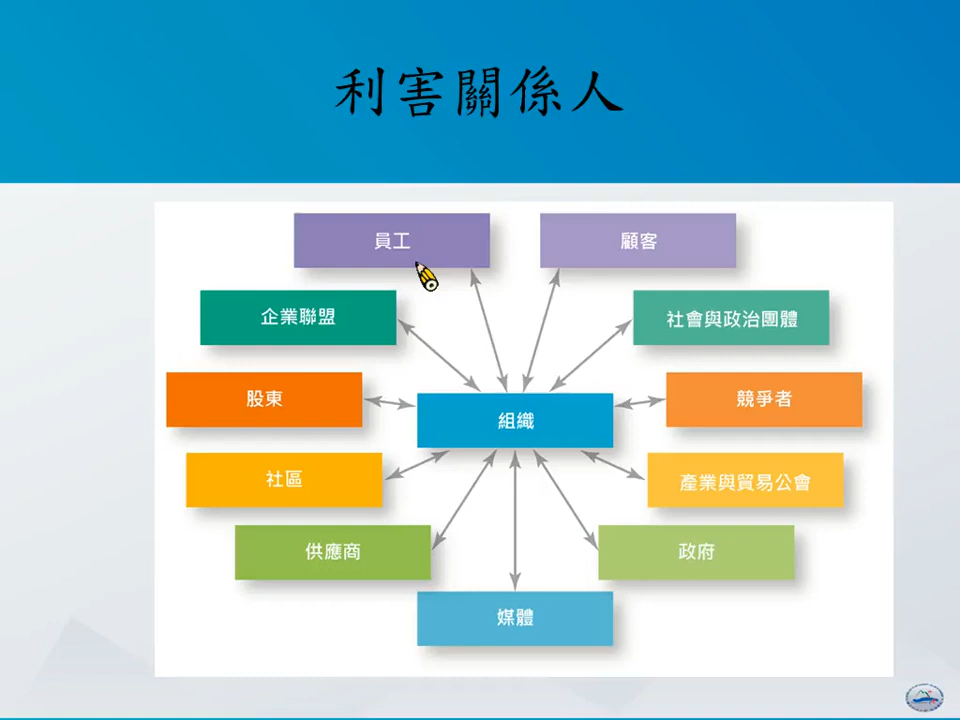 利害關係人
員工
顧客
企業聯盟
社會與政治團體
股東
競爭者
組織
社區
產業與貿易公會
供應商
政府
媒體